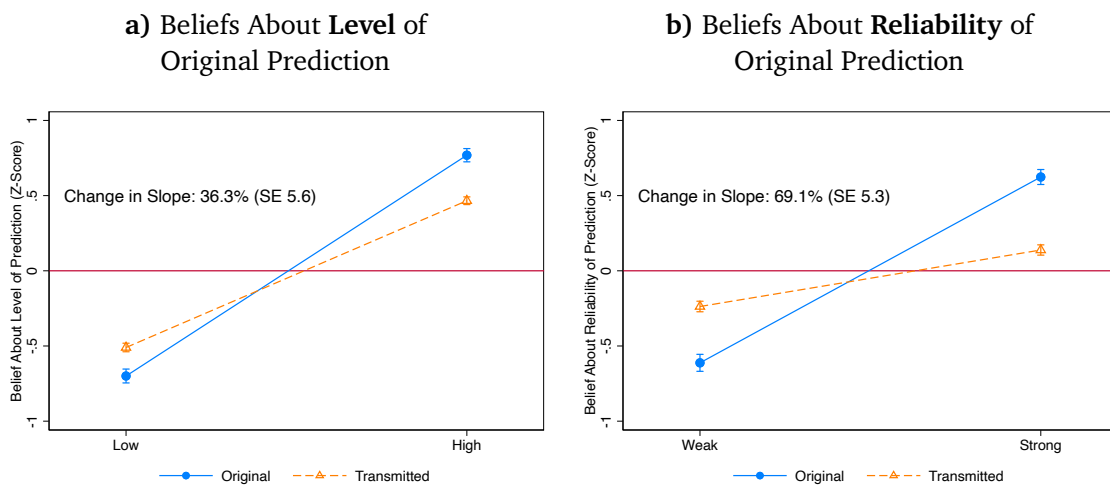 a) Beliefs About Level of
Original Prediction
Belief About Level of Prediction (Z-Score)
1
.5
0
-.5
-1
Change in Slope: 36.3% (SE 5.6)
Low
High
Original
Transmitted
b) Beliefs About Reliability of
Original Prediction
Belief About Reliability of Prediction (Z-Score)
1
.5
0
-.5
-1
Change in Slope: 69.1% (SE 5.3)
Weak
Strong
Original
Transmitted